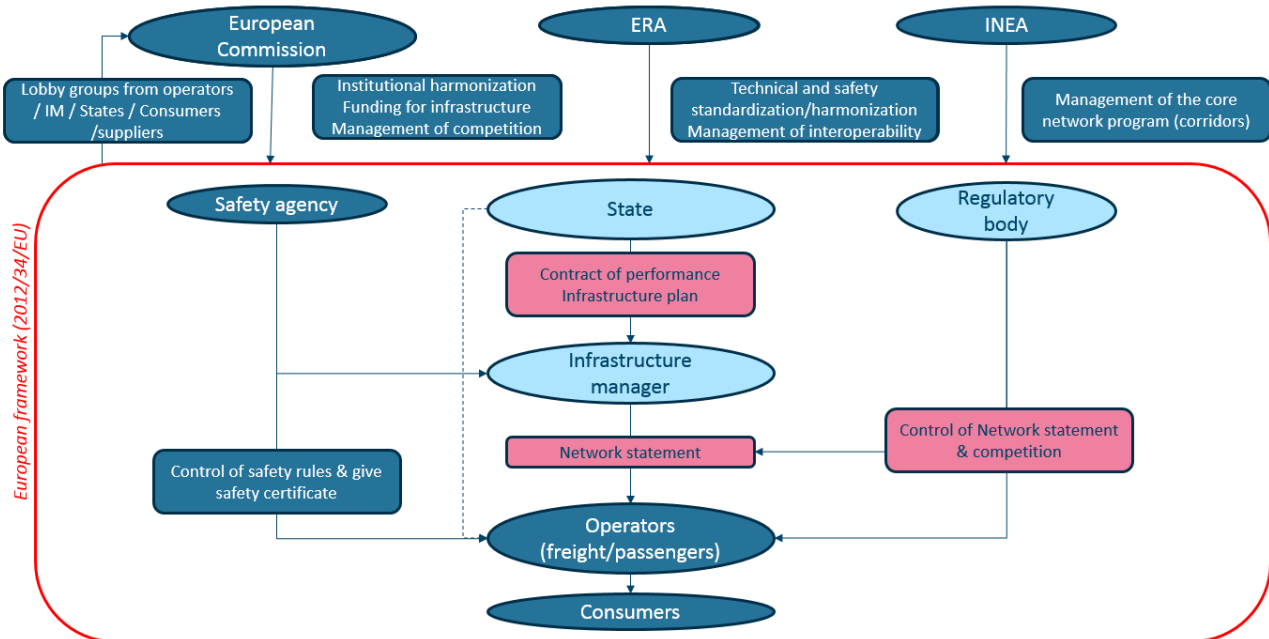 European
Commission
ERA
INEA
Lobby groups from operators
/ IM / States / Consumers
/suppliers
Institutional harmonization
Funding for infrastructure
Management of competition
Technical and safety
standardization/harmonization
Management of interoperability
Management of the core
network program (corridors)
European framework (2012/34/EU)
Safety agency
State
Regulatory
body
Contract of performance
Infrastructure plan
Infrastructure
manager
Network statement
Control of Network statement
& competition
Control of safety rules & give
safety certificate
Operators
(freight/passengers)
Consumers